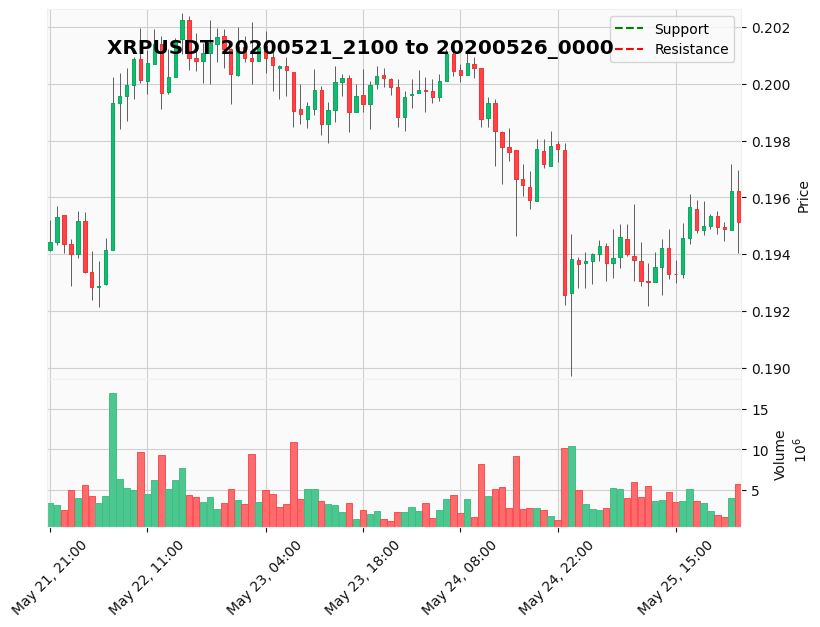 XRPUSDT 20200521_2100 to 20200526_0000
Support
Resistance
0.202
0.200
0.198
0.196
0.194
0.192
0.190
Price
15
10
5
Volume
10^6
May 21, 21:00
May 22, 11:00
May 23, 04:00
May 23, 18:00
May 24, 08:00
May 24, 22:00
May 25, 15:00